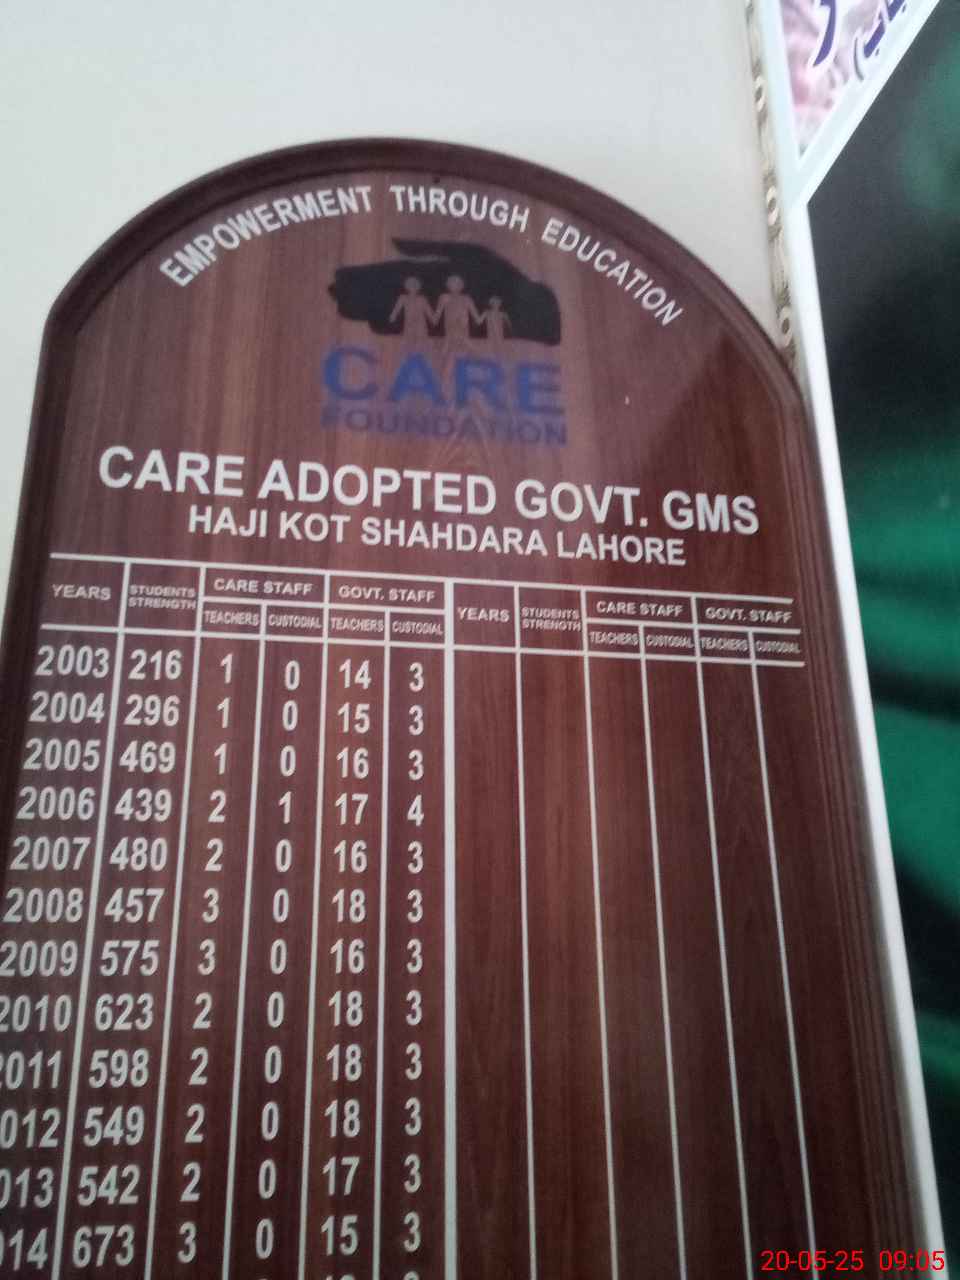 EMPOWERMENT THROUGH EDUCATION
CARE
FOUNDATION
CARE ADOPTED GOVT. GMS
HAJI KOT SHAHDARA LAHORE
YEARS STUDENTS STRENGTH CARE STAFF GOVT. STAFF YEARS STUDENTS STRENGTH CARE STAFF GOVT. STAFF
TEACHERS CUSTODIAL TEACHERS CUSTODIAL TEACHERS CUSTODIAL TEACHERS CUSTODIAL
2003 216 1 0 14 3
2004 296 1 0 15 3
2005 469 1 0 16 3
2006 439 2 1 17 4
2007 480 2 0 16 3
2008 457 3 0 18 3
2009 575 3 0 16 3
2010 623 2 0 18 3
2011 598 2 0 18 3
012 549 2 0 18 3
013 542 2 0 17 3
014 673 3 0 15 3
20-05-25 09:05